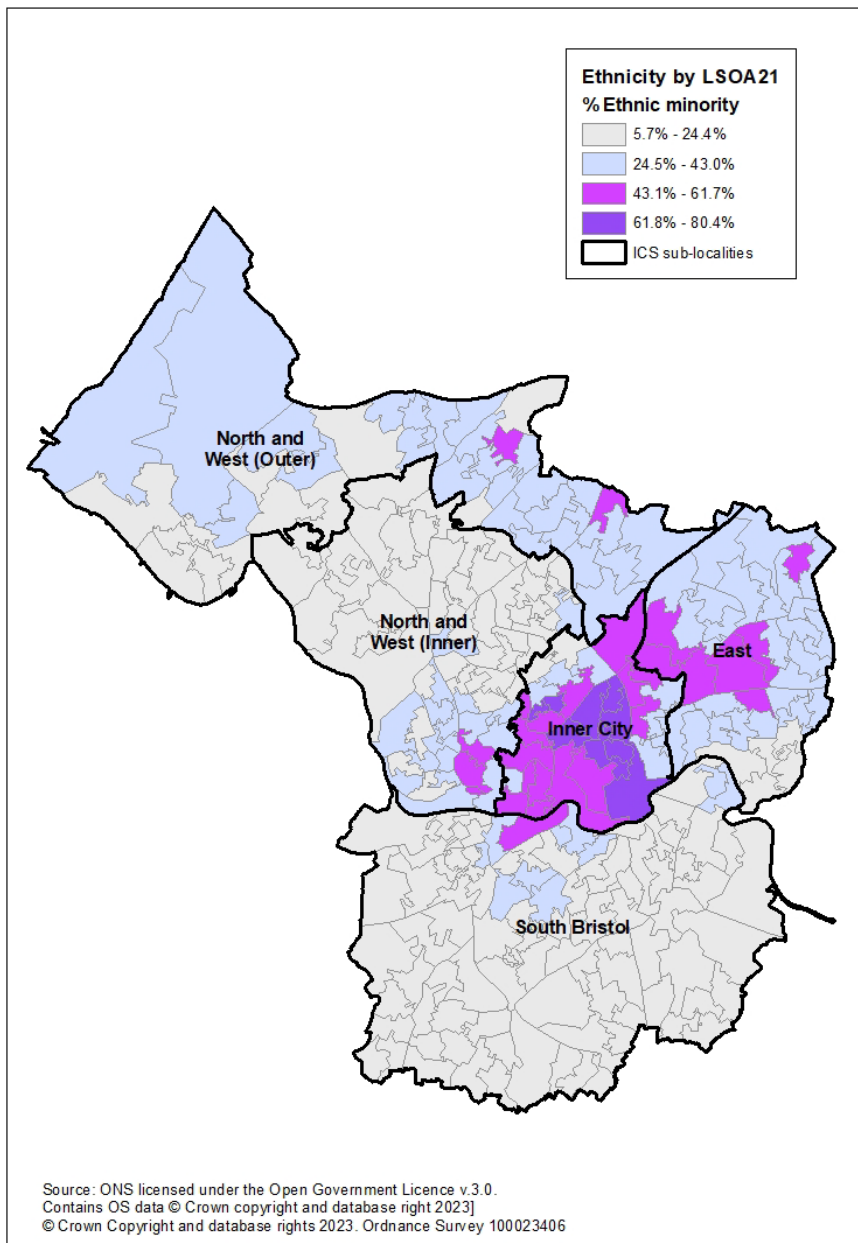 Ethnicity by LSOA21
% Ethnic minority
5.7% - 24.4%
24.5% - 43.0%
43.1% - 61.7%
61.8% - 80.4%
ICS sub-localities
North and
West (Outer)
North and
West (Inner)
East
Inner City
South Bristol
Source: ONS licensed under the Open Government Licence v.3.0.
Contains OS data © Crown copyright and database right 2023]
© Crown Copyright and database rights 2023. Ordnance Survey 100023406